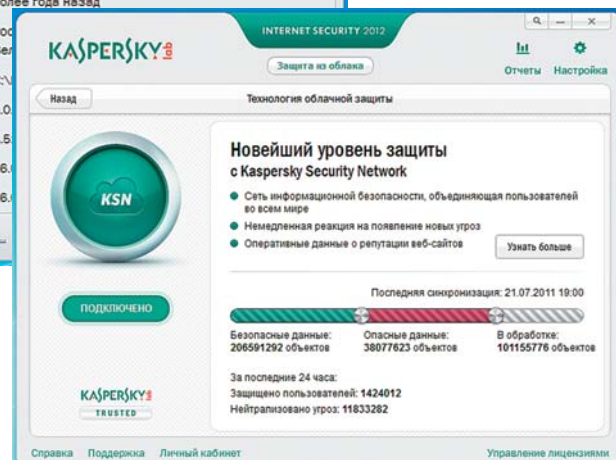 более года назад
KASPERSKY lab
INTERNET SECURITY 2012
Защита из облака
Отчеты
Настройка
Назад
Технология облачной защиты
KSN
ПОДКЛЮЧЕНО
KASPERSKY lab
TRUSTED
Новейший уровень защиты
с Kaspersky Security Network
Сеть информационной безопасности, объединяющая пользователей
во всем мире
Немедленная реакция на появление новых угроз
Оперативные данные о репутации веб-сайтов
Узнать больше
Последняя синхронизация: 21.07.2011 19:00
Безопасные данные:
206591292 объектов
Опасные данные:
38077623 объектов
В обработке:
101155776 объектов
За последние 24 часа:
Защищено пользователей: 1424012
Нейтрализовано угроз: 11833282
Справка
Поддержка
Личный кабинет
Управление лицензиями